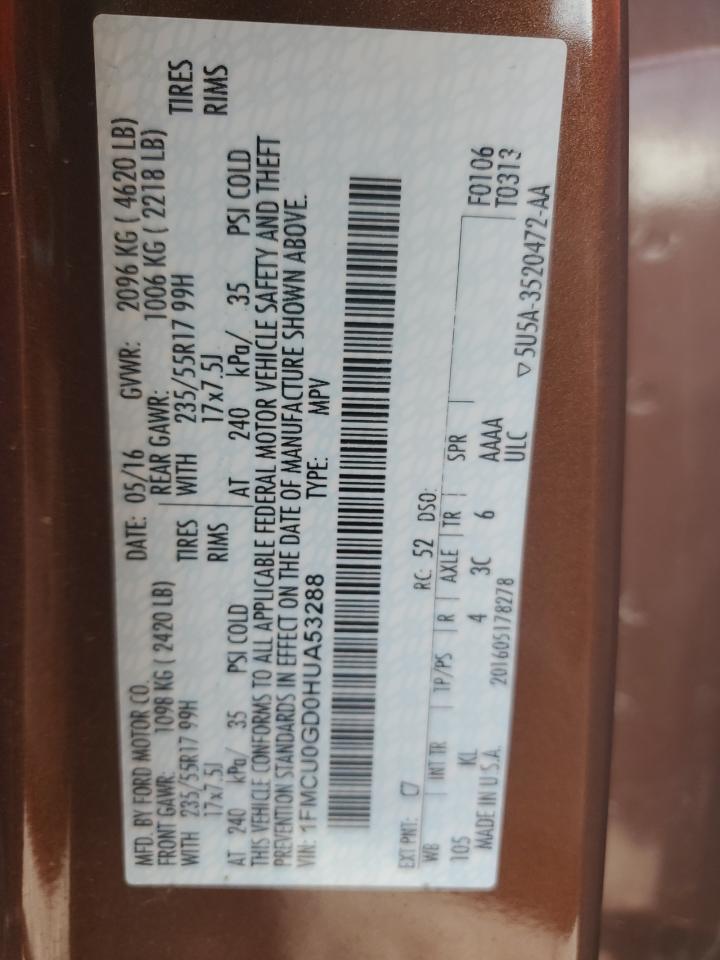 MFD. BY FORD MOTOR CO. DATE: 05/16 GVWR: 2096 KG ( 4620 LB)
FRONT GAWR: 1098 KG ( 2420 LB) REAR GAWR: 1006 KG ( 2218 LB)
WITH 235/55R17 99H TIRES WITH 235/55R17 99H TIRES
17x7.5J RIMS 17x7.5J RIMS
AT 240 kPa/ 35 PSI COLD AT 240 kPa/ 35 PSI COLD
THIS VEHICLE CONFORMS TO ALL APPLICABLE FEDERAL MOTOR VEHICLE SAFETY AND THEFT
PREVENTION STANDARDS IN EFFECT ON THE DATE OF MANUFACTURE SHOWN ABOVE.
VIN: 1FMCU0GD0HUA53288 TYPE: MPV
EXT PNT: RC: 52 DSO:
WB INT TR TP/PS R AXLE TR SPR F0106
105 KL 4 3C 6 AAAA T0313
MADE IN U.S.A. 201605178278 ULC
▽ 5U5A-3520472-AA